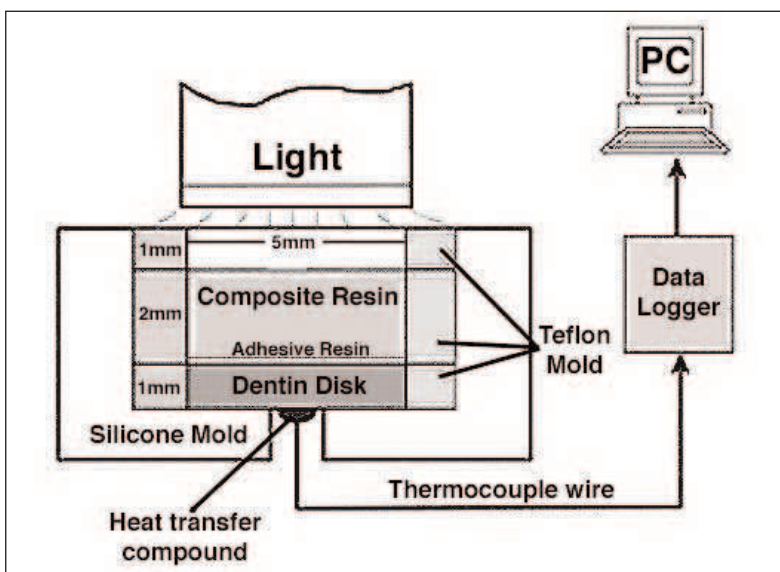 PC
Light
1mm
5mm
Composite Resin
2mm
Adhesive Resin
1mm
Dentin Disk
Silicone Mold
Teflon
Mold
Data
Logger
Thermocouple wire
Heat transfer
compound